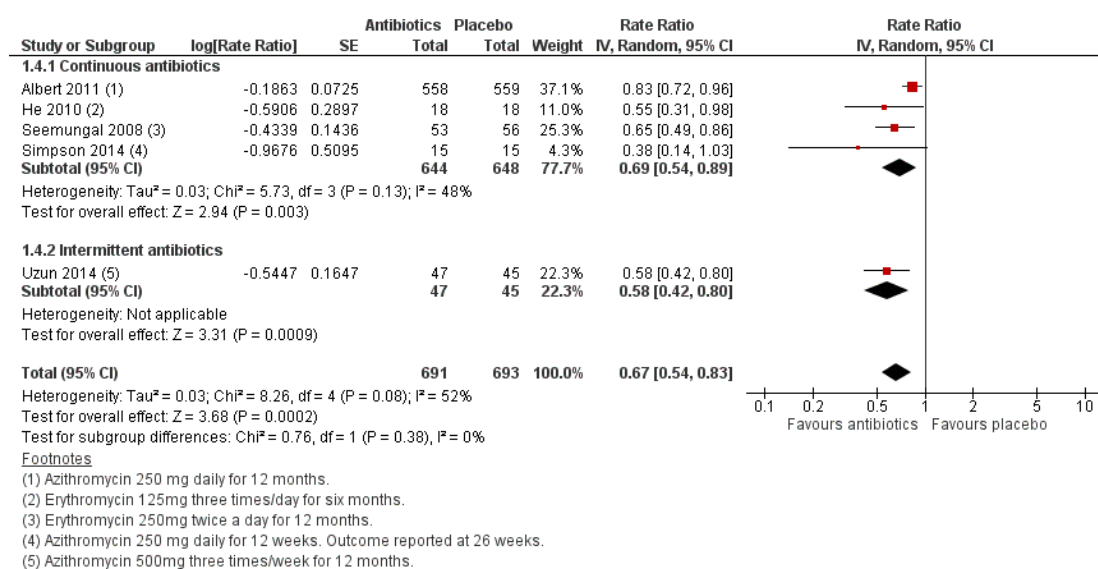 Antibiotics Placebo Rate Ratio Rate Ratio
Study or Subgroup log[Rate Ratio] SE Total Total Weight IV, Random, 95% CI IV, Random, 95% CI
1.4.1 Continuous antibiotics
Albert 2011 (1) -0.1863 0.0725 558 559 37.1% 0.83 [0.72, 0.96]
He 2010 (2) -0.5906 0.2897 18 18 11.0% 0.55 [0.31, 0.98]
Seemungal 2008 (3) -0.4339 0.1436 53 56 25.3% 0.65 [0.49, 0.86]
Simpson 2014 (4) -0.9676 0.5095 15 15 4.3% 0.38 [0.14, 1.03]
Subtotal (95% CI) 644 648 77.7% 0.69 [0.54, 0.89]
Heterogeneity: Tau² = 0.03; Chi² = 5.73, df = 3 (P = 0.13); I² = 48%
Test for overall effect: Z = 2.94 (P = 0.003)
1.4.2 Intermittent antibiotics
Uzun 2014 (5) -0.5447 0.1647 47 45 22.3% 0.58 [0.42, 0.80]
Subtotal (95% CI) 47 45 22.3% 0.58 [0.42, 0.80]
Heterogeneity: Not applicable
Test for overall effect: Z = 3.31 (P = 0.0009)
Total (95% CI) 691 693 100.0% 0.67 [0.54, 0.83]
Heterogeneity: Tau² = 0.03; Chi² = 8.26, df = 4 (P = 0.08); I² = 52%
Test for overall effect: Z = 3.68 (P = 0.0002)
Test for subgroup differences: Chi² = 0.76, df = 1 (P = 0.38), I² = 0%
0.1 0.2 0.5 1 2 5 10
Favours antibiotics Favours placebo
Footnotes
(1) Azithromycin 250 mg daily for 12 months.
(2) Erythromycin 125mg three times/day for six months.
(3) Erythromycin 250mg twice a day for 12 months.
(4) Azithromycin 250 mg daily for 12 weeks. Outcome reported at 26 weeks.
(5) Azithromycin 500mg three times/week for 12 months.